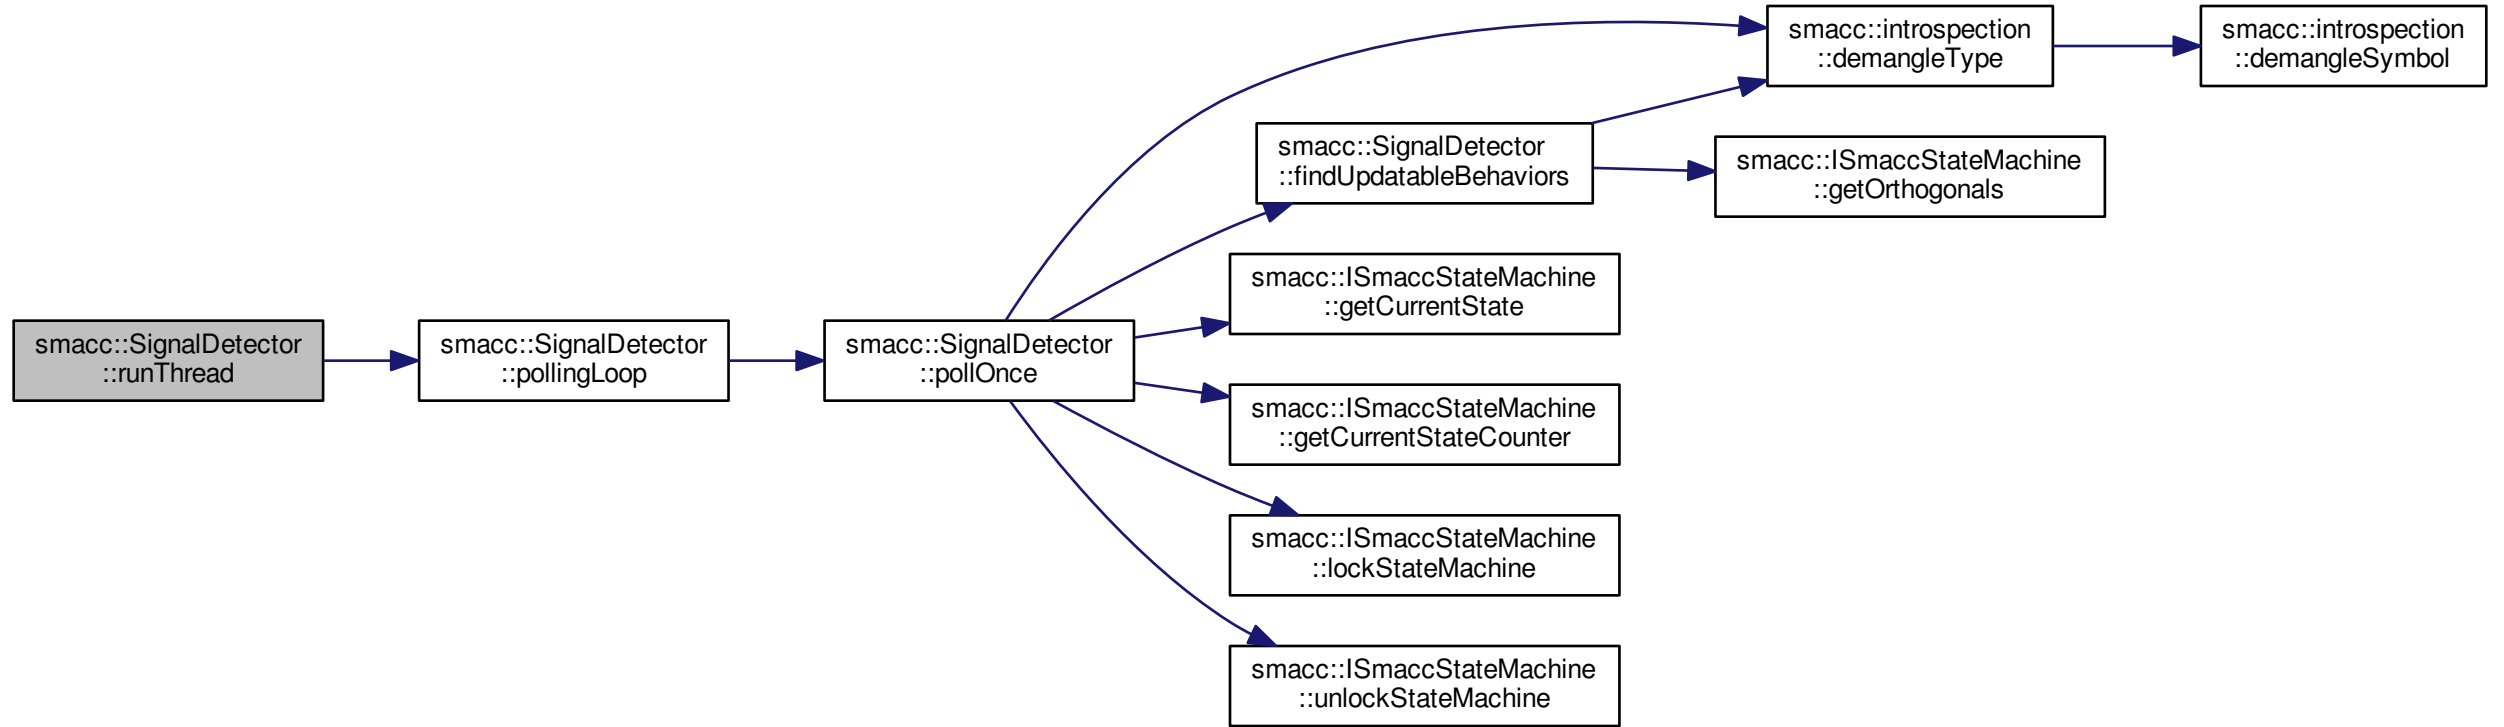 smacc::SignalDetector
::runThread
smacc::SignalDetector
::pollingLoop
smacc::SignalDetector
::pollOnce
smacc::introspection
::demangleType
smacc::introspection
::demangleSymbol
smacc::SignalDetector
::findUpdatableBehaviors
smacc::ISmaccStateMachine
::getOrthogonals
smacc::ISmaccStateMachine
::getCurrentState
smacc::ISmaccStateMachine
::getCurrentStateCounter
smacc::ISmaccStateMachine
::lockStateMachine
smacc::ISmaccStateMachine
::unlockStateMachine